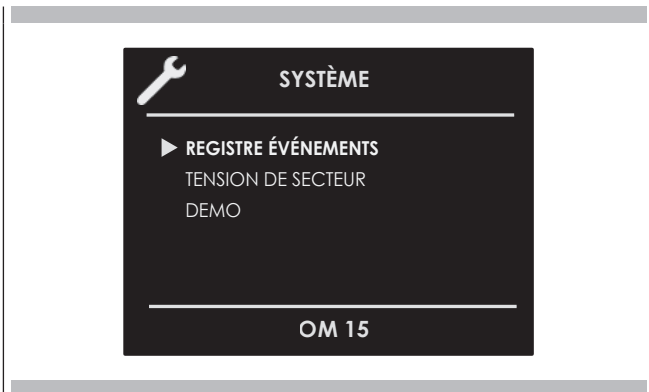 SYSTÈME
REGISTRE ÉVÉNEMENTS
TENSION DE SECTEUR
DEMO
OM 15